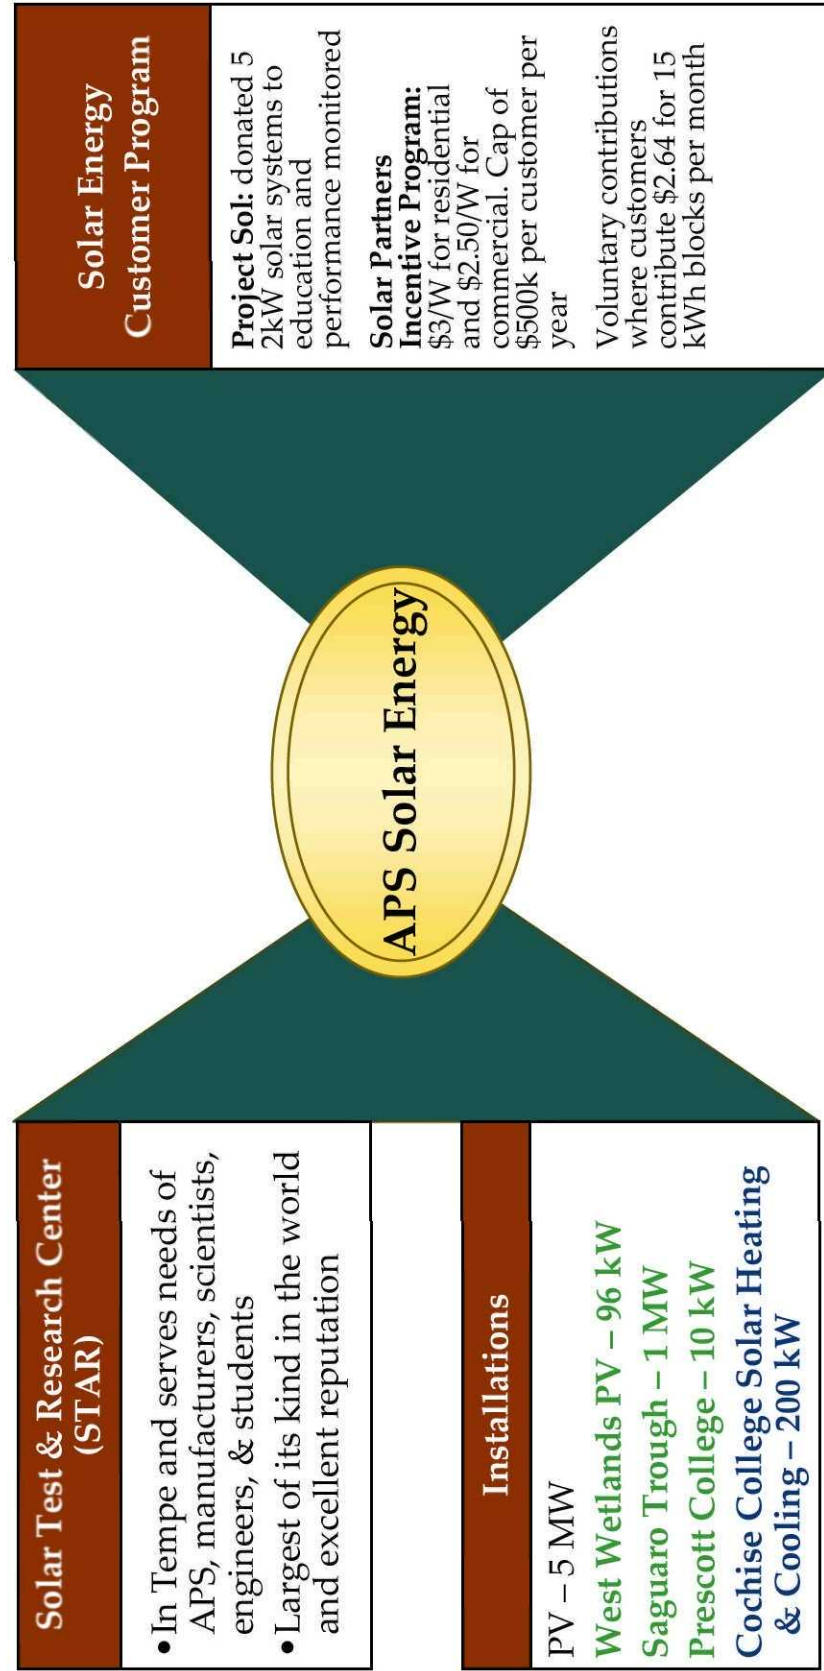 Solar Test & Research Center
(STAR)
• In Tempe and serves needs of
APS, manufacturers, scientists,
engineers, & students
• Largest of its kind in the world
and excellent reputation
Installations
PV – 5 MW
West Wetlands PV – 96 kW
Saguaro Trough – 1 MW
Prescott College – 10 kW
Cochise College Solar Heating
& Cooling – 200 kW
APS Solar Energy
Solar Energy
Customer Program
Project Sol: donated 5
2kW solar systems to
education and
performance monitored
Solar Partners
Incentive Program:
$3/W for residential
and $2.50/W for
commercial. Cap of
$500k per customer per
year
Voluntary contributions
where customers
contribute $2.64 for 15
kWh blocks per month